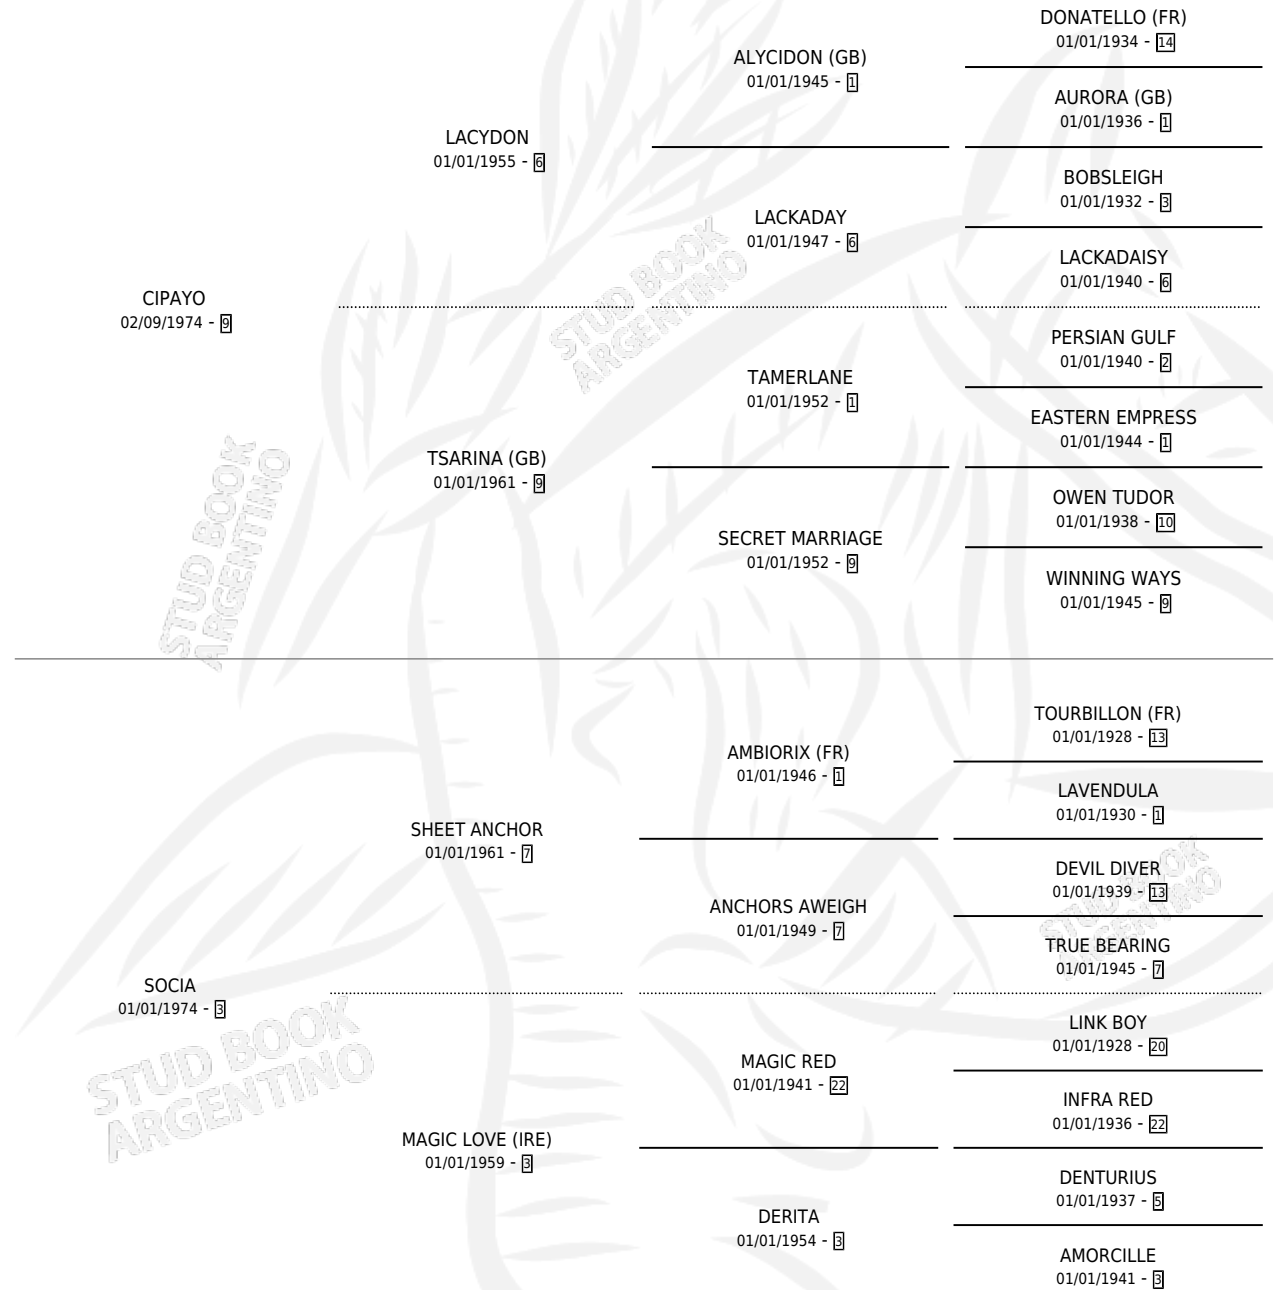 DONATELLO (FR)
01/01/1934 - 14
ALYCIDON (GB)
01/01/1945 - 1
AURORA (GB)
01/01/1936 - 1
LACYDON
01/01/1955 - 6
BOBSLEIGH
01/01/1932 - 3
LACKADAY
01/01/1947 - 6
LACKADAISY
01/01/1940 - 6
CIPAYO
02/09/1974 - 9
PERSIAN GULF
01/01/1940 - 2
TAMERLANE
01/01/1952 - 1
EASTERN EMPRESS
01/01/1944 - 1
TSARINA (GB)
01/01/1961 - 9
OWEN TUDOR
01/01/1938 - 10
SECRET MARRIAGE
01/01/1952 - 9
WINNING WAYS
01/01/1945 - 9
STUD BOOK
ARGENTINO
STUD BOOK
ARGENTINO
TOURBILLON (FR)
01/01/1928 - 13
AMBIORIX (FR)
01/01/1946 - 1
LAVENDULA
01/01/1930 - 1
SHEET ANCHOR
01/01/1961 - 7
DEVIL DIVER
01/01/1939 - 13
ANCHORS AWEIGH
01/01/1949 - 7
TRUE BEARING
01/01/1945 - 7
SOCIA
01/01/1974 - 3
LINK BOY
01/01/1928 - 20
MAGIC RED
01/01/1941 - 22
INFRA RED
01/01/1936 - 22
MAGIC LOVE (IRE)
01/01/1959 - 3
DENTURIUS
01/01/1937 - 5
DERITA
01/01/1954 - 3
AMORCILLE
01/01/1941 - 3
STUD BOOK
ARGENTINO
STUD BOOK
ARGENTINO